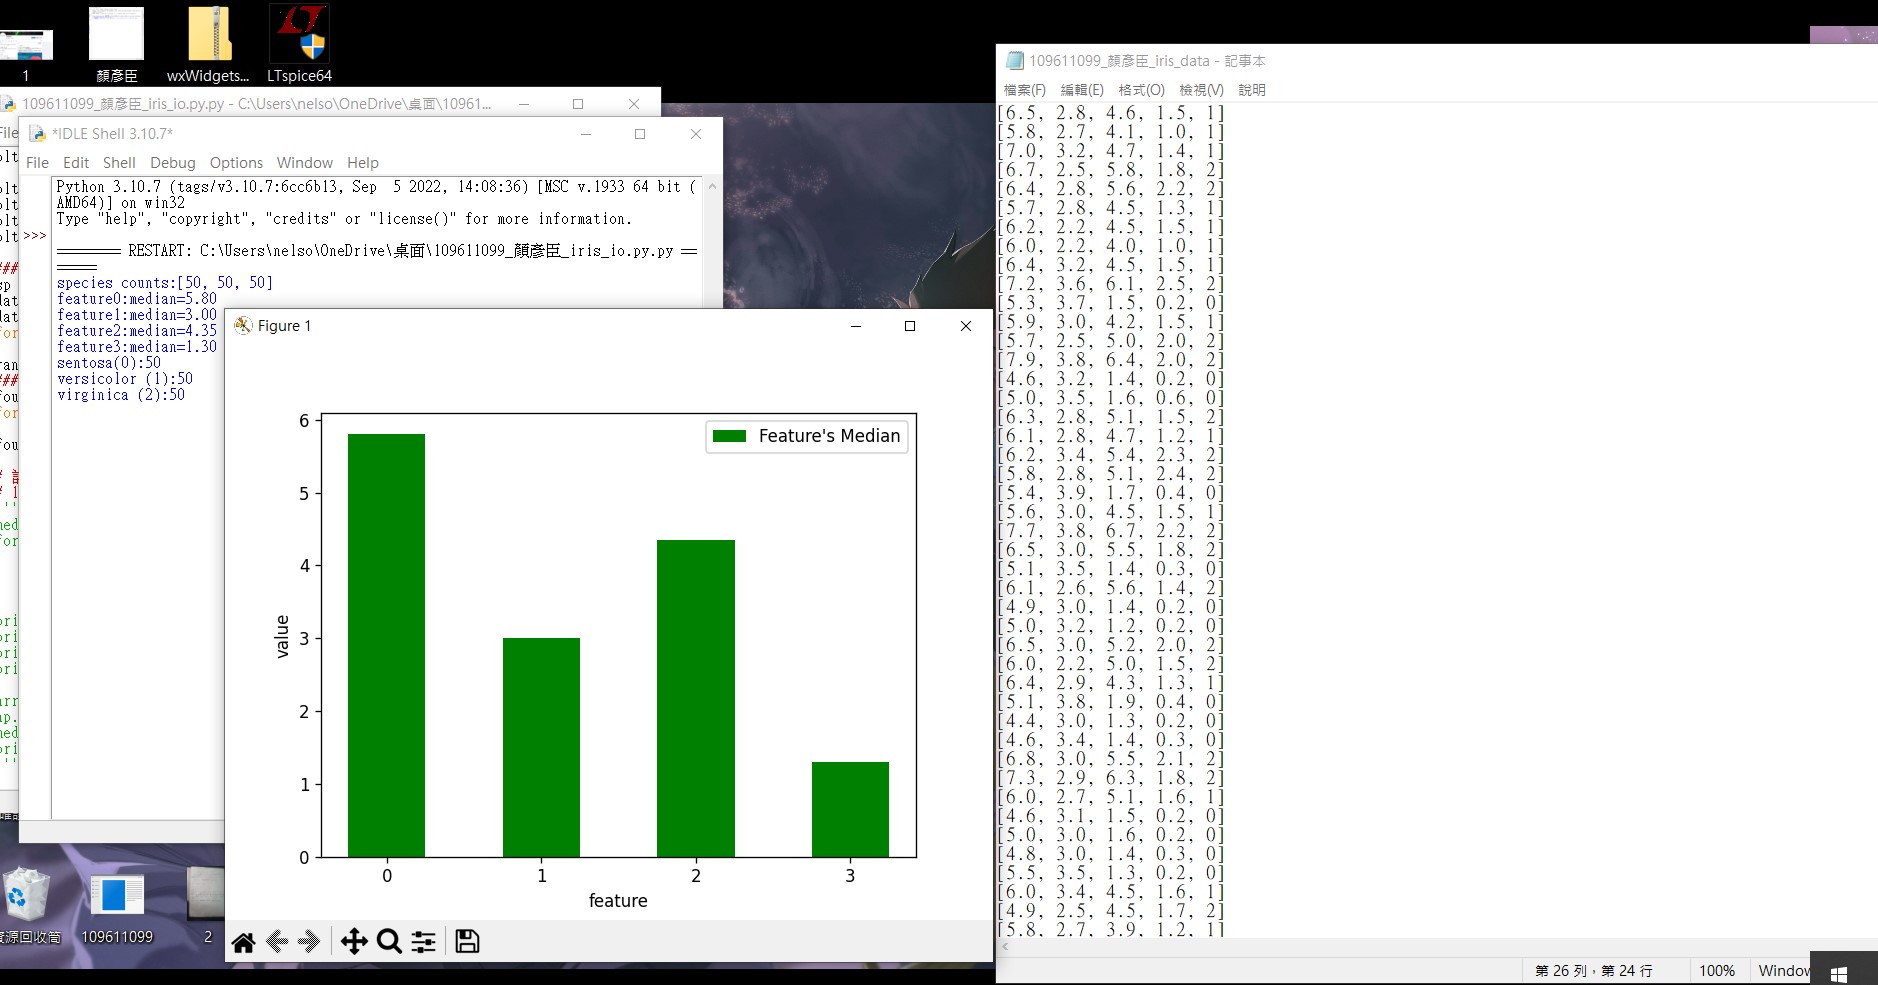 1
顏彥臣
wxWidgets...
LTspice64
109611099_顏彥臣_iris_io.py.py - C:\Users\nelso\OneDrive\桌面\10961...
File
*IDLE Shell 3.10.7*
File Edit Shell Debug Options Window Help
Python 3.10.7 (tags/v3.10.7:6cc6b13, Sep  5 2022, 14:08:36) [MSC v.1933 64 bit (
AMD64)] on win32
Type "help", "copyright", "credits" or "license()" for more information.
>>>
======== RESTART: C:\Users\nelso\OneDrive\桌面\109611099_顏彥臣_iris_io.py.py ==
=====
species counts:[50, 50, 50]
feature0:median=5.80
feature1:median=3.00
feature2:median=4.35
feature3:median=1.30
sentosa(0):50
versicolor (1):50
virginica (2):50
Figure 1
Feature's Median
6
5
4
3
2
1
0
value
0 1 2 3
feature
109611099
2
資源回收筒
109611099_顏彥臣_iris_data - 記事本
檔案(F) 編輯(E) 格式(O) 檢視(V) 說明
[6.5, 2.8, 4.6, 1.5, 1]
[5.8, 2.7, 4.1, 1.0, 1]
[7.0, 3.2, 4.7, 1.4, 1]
[6.7, 2.5, 5.8, 1.8, 2]
[6.4, 2.8, 5.6, 2.2, 2]
[5.7, 2.8, 4.5, 1.3, 1]
[6.2, 2.2, 4.5, 1.5, 1]
[6.0, 2.2, 4.0, 1.0, 1]
[6.4, 3.2, 4.5, 1.5, 1]
[7.2, 3.6, 6.1, 2.5, 2]
[5.3, 3.7, 1.5, 0.2, 0]
[5.9, 3.0, 4.2, 1.5, 1]
[5.7, 2.5, 5.0, 2.0, 2]
[7.9, 3.8, 6.4, 2.0, 2]
[4.6, 3.2, 1.4, 0.2, 0]
[5.0, 3.5, 1.6, 0.6, 0]
[6.3, 2.8, 5.1, 1.5, 2]
[6.1, 2.8, 4.7, 1.2, 1]
[6.2, 3.4, 5.4, 2.3, 2]
[5.8, 2.8, 5.1, 2.4, 2]
[5.4, 3.9, 1.7, 0.4, 0]
[5.6, 3.0, 4.5, 1.5, 1]
[7.7, 3.8, 6.7, 2.2, 2]
[6.5, 3.0, 5.5, 1.8, 2]
[5.1, 3.5, 1.4, 0.3, 0]
[6.1, 2.6, 5.6, 1.4, 2]
[4.9, 3.0, 1.4, 0.2, 0]
[5.0, 3.2, 1.2, 0.2, 0]
[6.5, 3.0, 5.2, 2.0, 2]
[6.0, 2.2, 5.0, 1.5, 2]
[6.4, 2.9, 4.3, 1.3, 1]
[5.1, 3.8, 1.9, 0.4, 0]
[4.4, 3.0, 1.3, 0.2, 0]
[4.6, 3.4, 1.4, 0.3, 0]
[6.8, 3.0, 5.5, 2.1, 2]
[7.3, 2.9, 6.3, 1.8, 2]
[6.0, 2.7, 5.1, 1.6, 1]
[4.6, 3.1, 1.5, 0.2, 0]
[5.0, 3.0, 1.6, 0.2, 0]
[4.8, 3.0, 1.4, 0.3, 0]
[5.5, 3.5, 1.3, 0.2, 0]
[6.0, 3.4, 4.5, 1.6, 1]
[4.9, 2.5, 4.5, 1.7, 2]
[5.8, 2.7, 3.9, 1.2, 1]
第 26 列，第 24 行
100%
Window